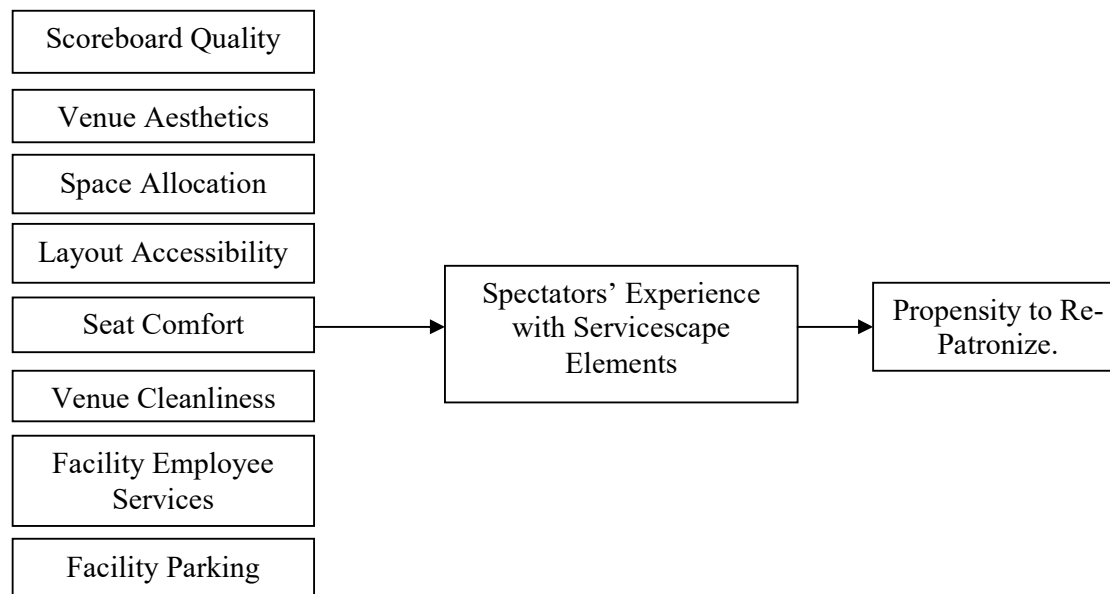 Scoreboard Quality
Venue Aesthetics
Space Allocation
Layout Accessibility
Seat Comfort
Venue Cleanliness
Facility Employee
Services
Facility Parking
Spectators’ Experience
with Servicescape
Elements
Propensity to Re-
Patronize.